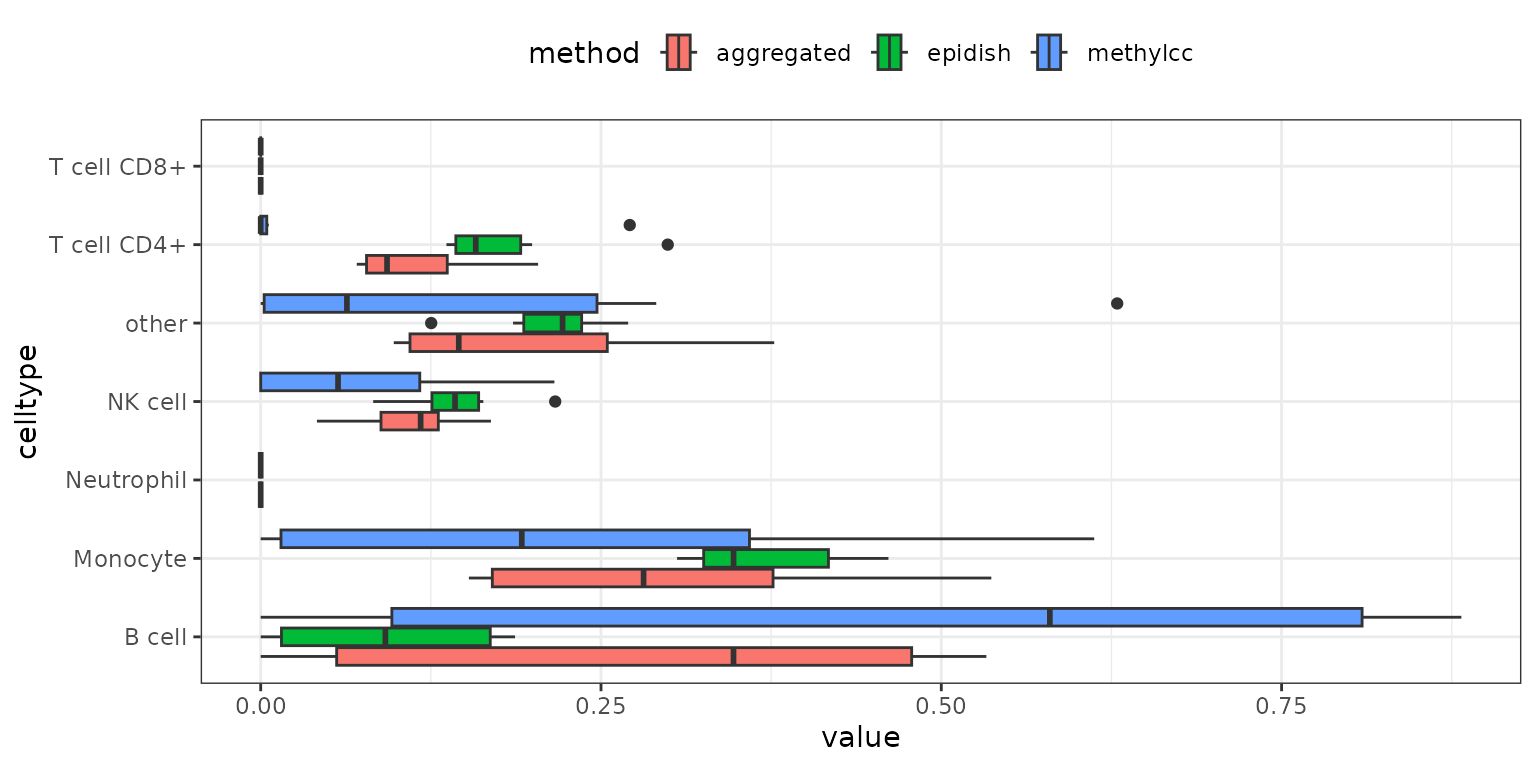 method aggregated epidish methylcc
T cell CD8+
T cell CD4+
other
NK cell
Neutrophil
Monocyte
B cell
celltype
0.00 0.25 0.50 0.75
value